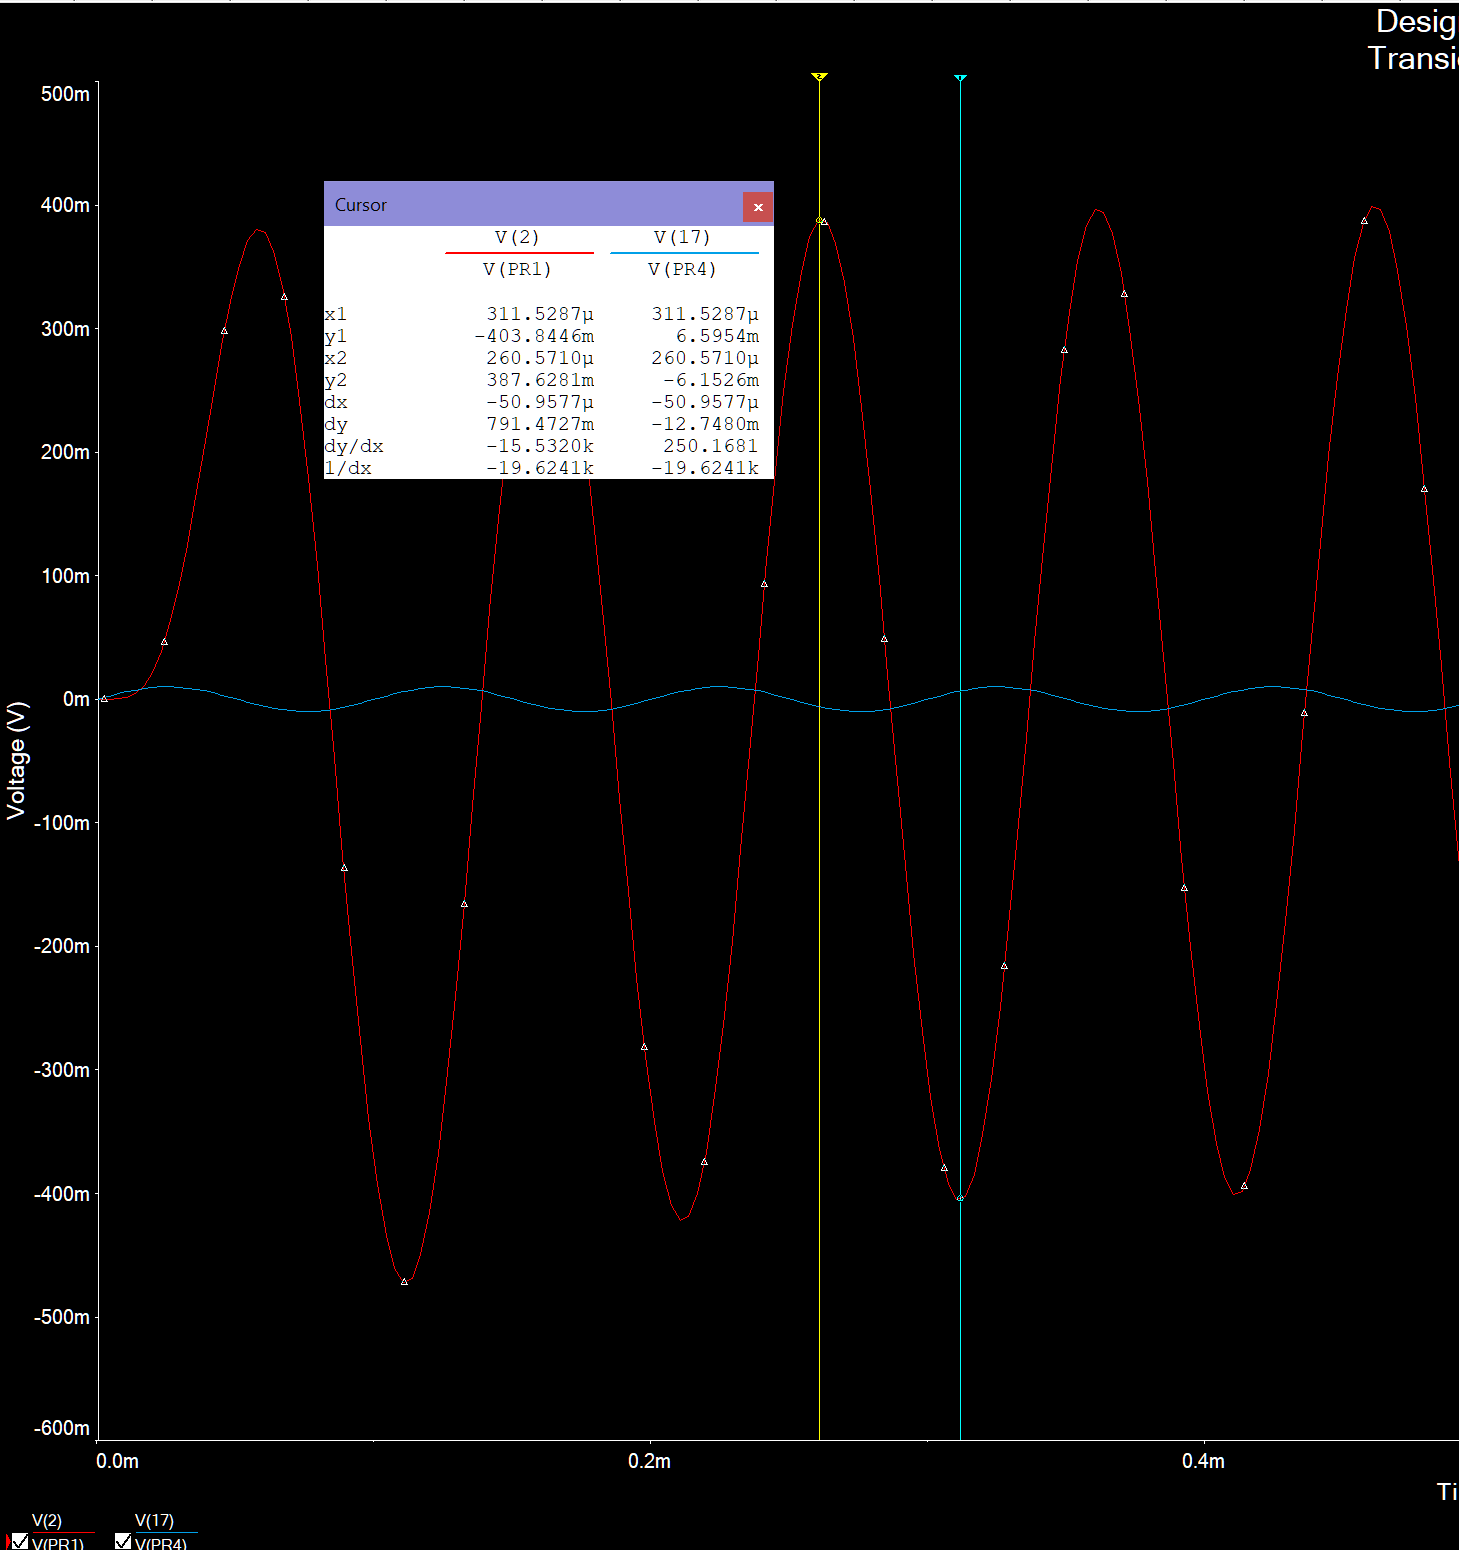 Desig
Transi
500m
400m
300m
200m
100m
0m
-100m
-200m
-300m
-400m
-500m
-600m
Voltage (V)
2
1
Cursor
x
V(2) V(17)
V(PR1) V(PR4)
x1 311.5287µ 311.5287µ
y1 -403.8446m 6.5954m
x2 260.5710µ 260.5710µ
y2 387.6281m -6.1526m
dx -50.9577µ -50.9577µ
dy 791.4727m -12.7480m
dy/dx -15.5320k 250.1681
1/dx -19.6241k -19.6241k
0.0m 0.2m 0.4m
Ti
V(2) V(17)
V(PR1) V(PR4)